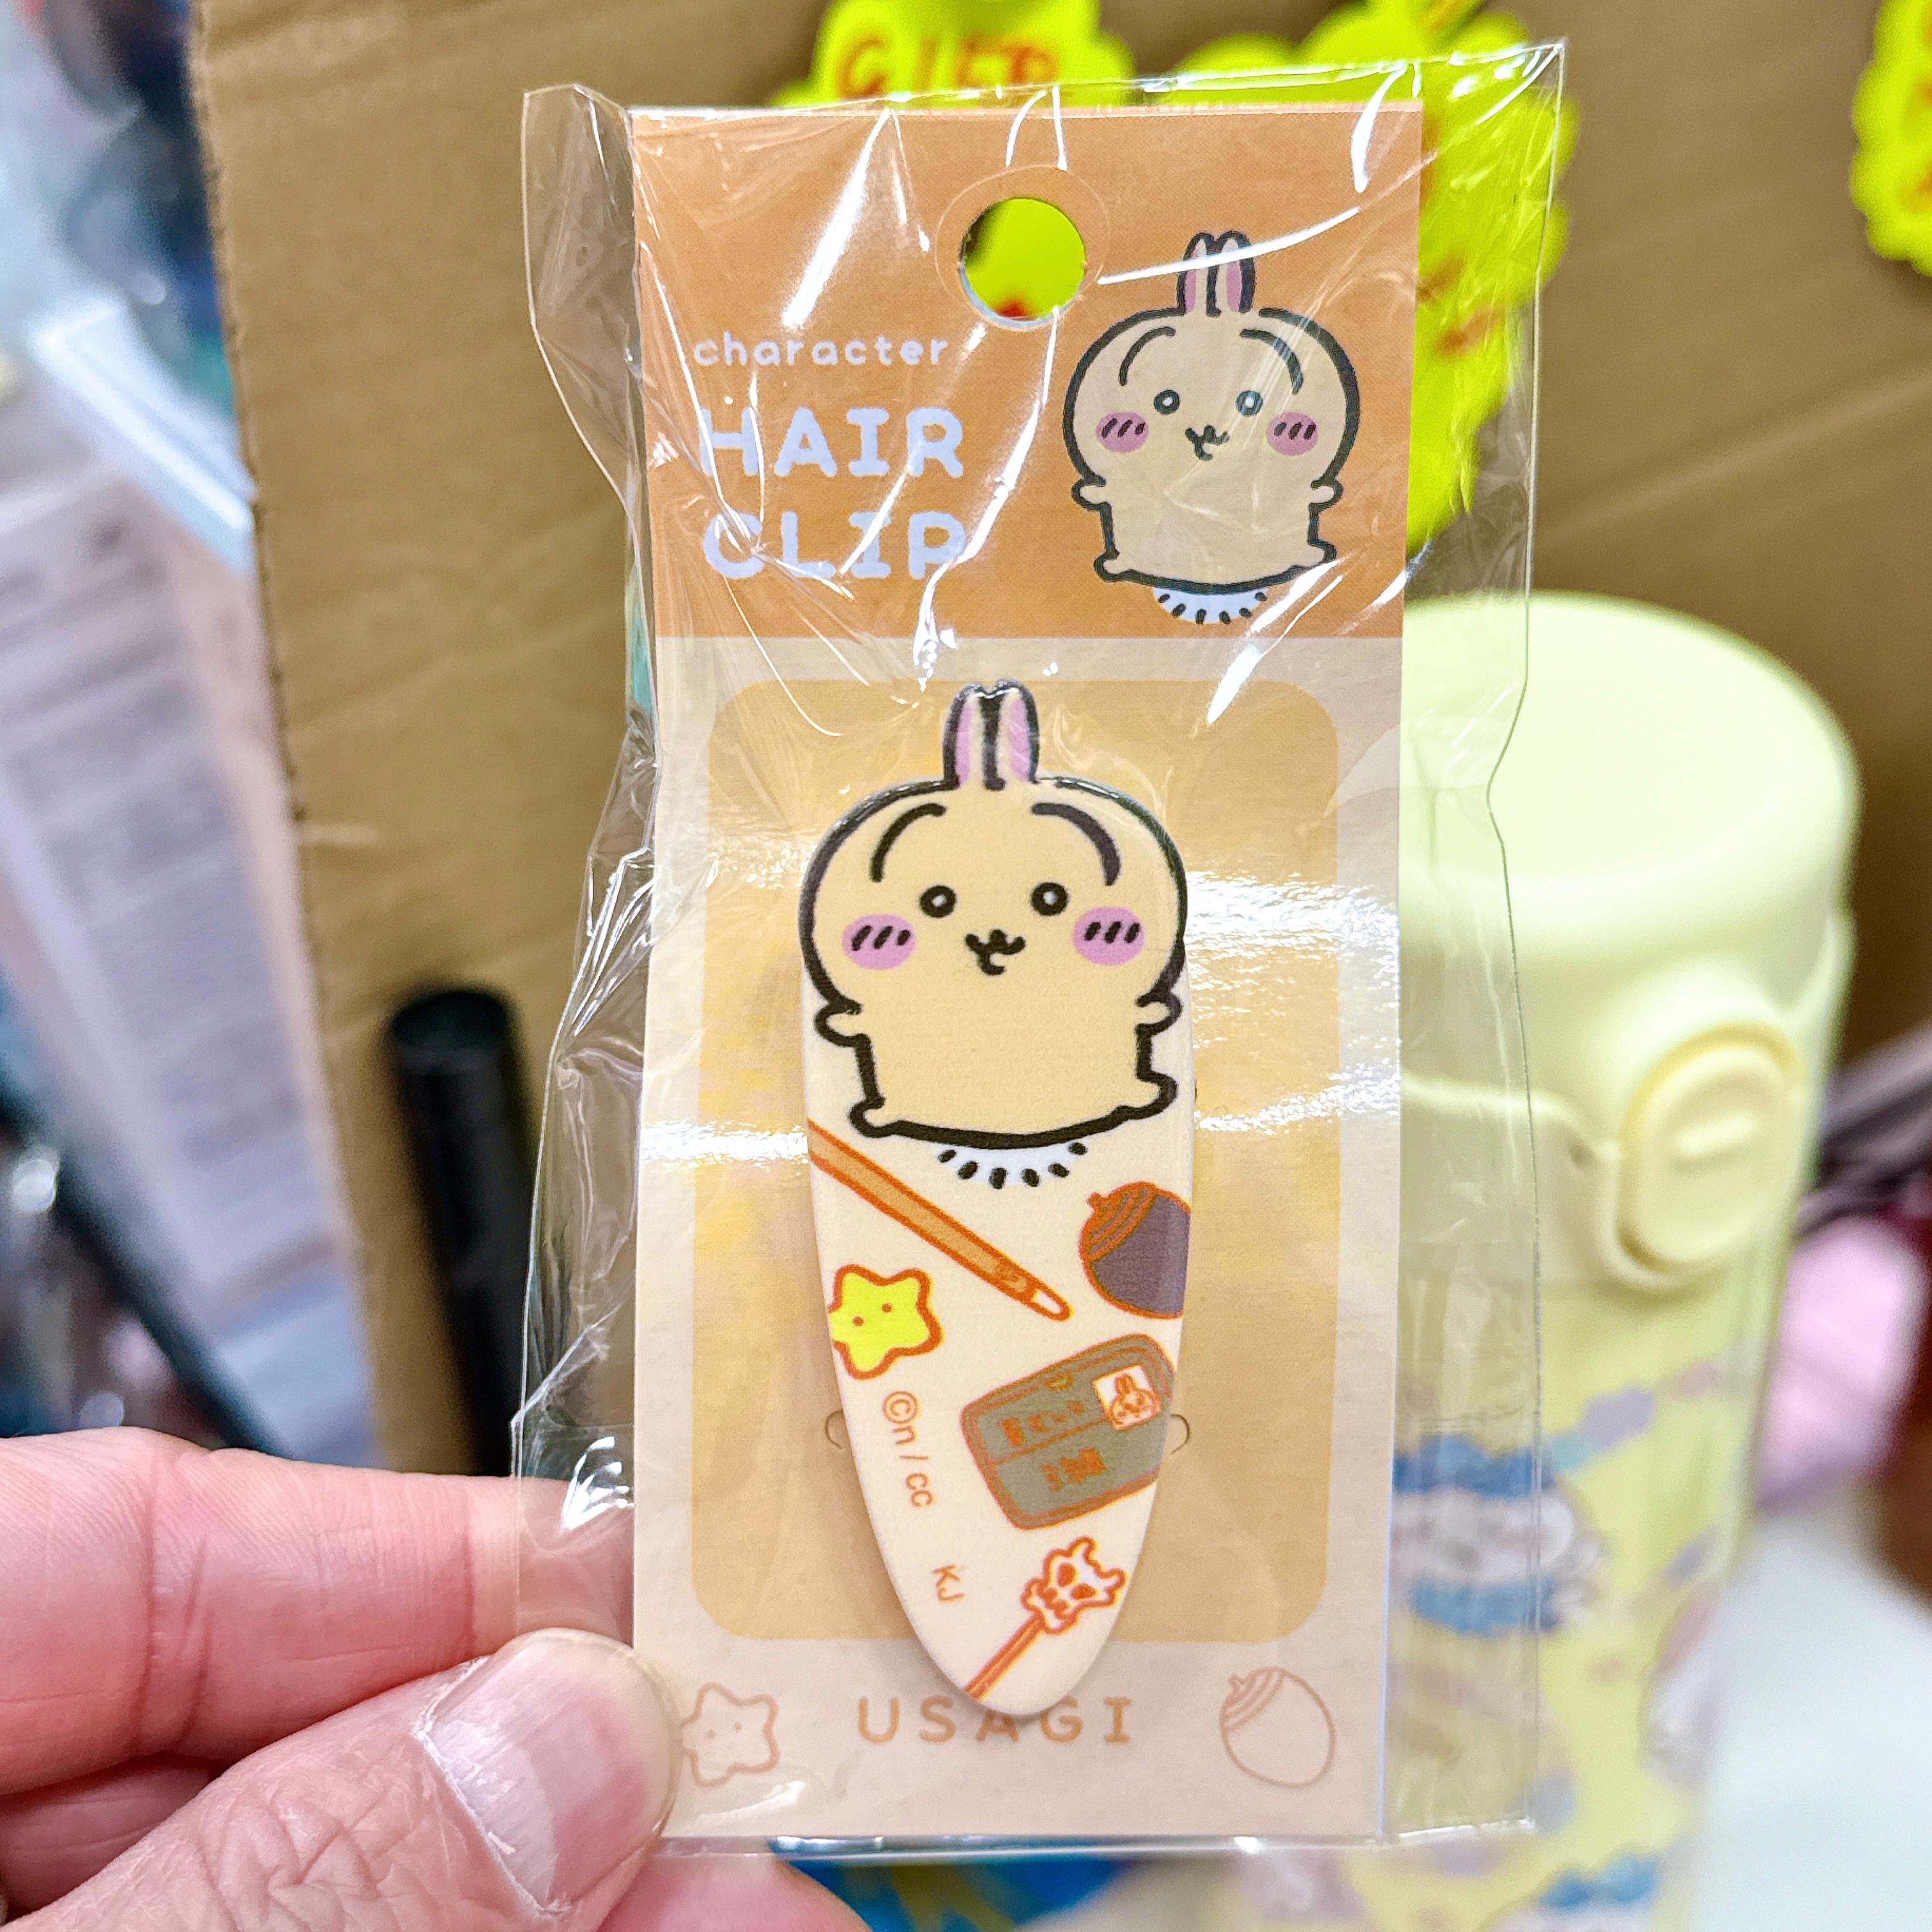 character
HAIR
CLIP
©n/cc
KJ
USAGI